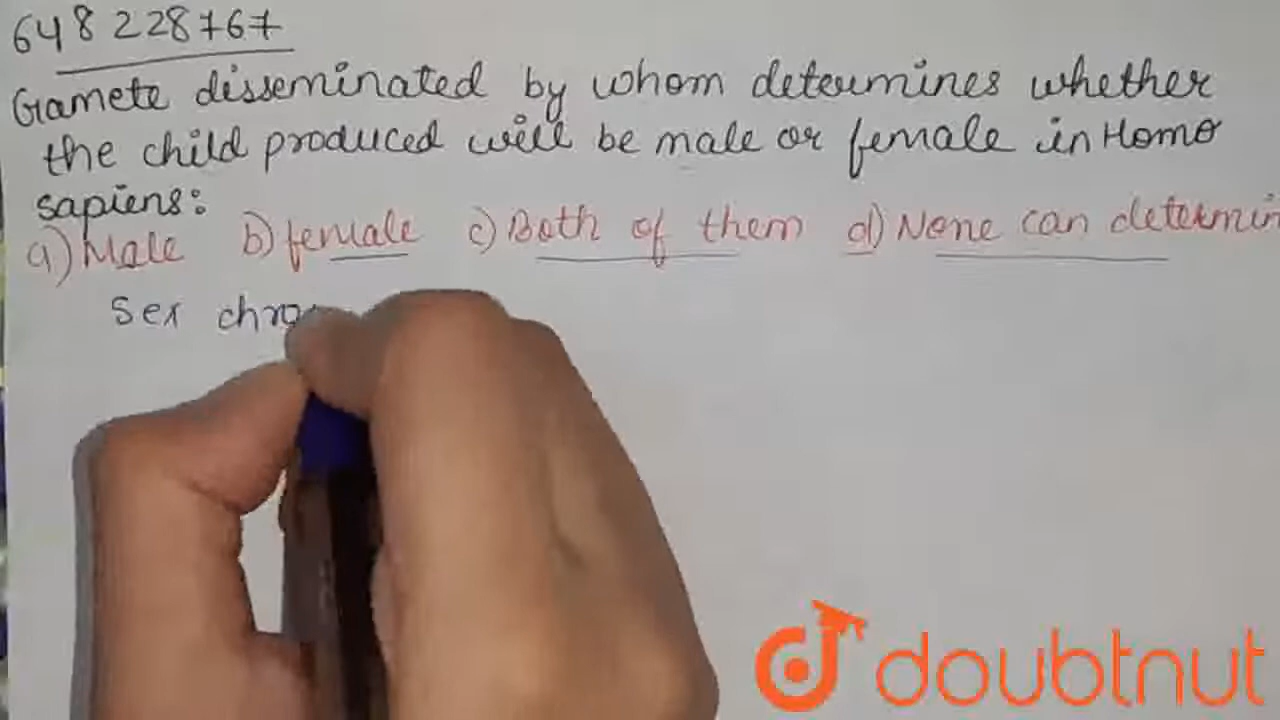 648228767
Gamete disseminated by whom determines whether
the child produced will be male or female in Homo
sapiens:
a) Male b) female c) Both of them d) None can determin
Sex chro
doubtnut